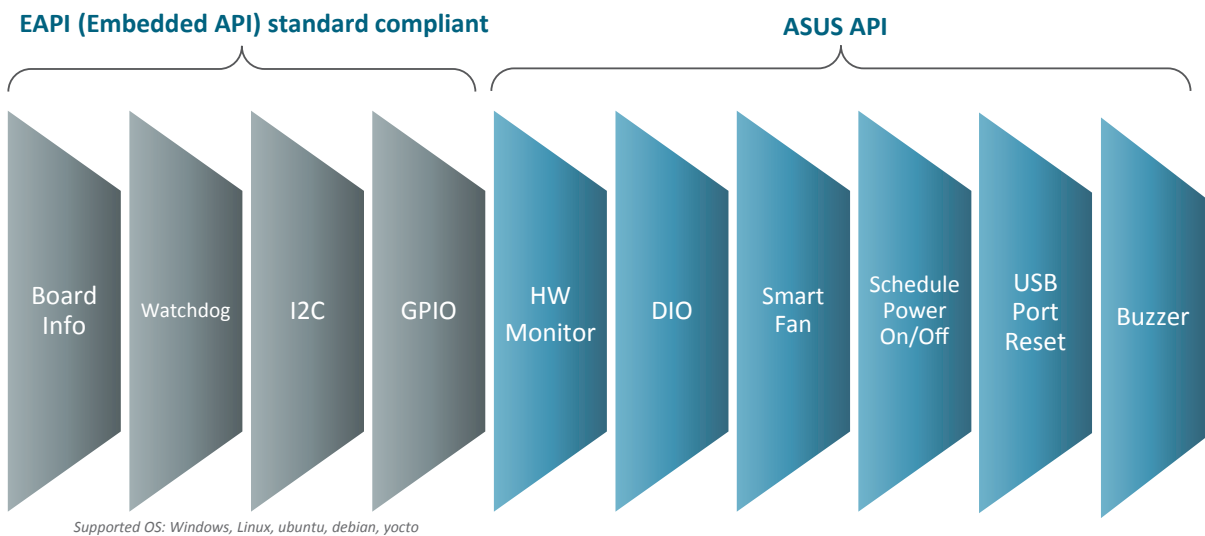 EAPI (Embedded API) standard compliant
ASUS API
Board
Info
Watchdog
I2C
GPIO
HW
Monitor
DIO
Smart
Fan
Schedule
Power
On/Off
USB
Port
Reset
Buzzer
Supported OS: Windows, Linux, ubuntu, debian, yocto